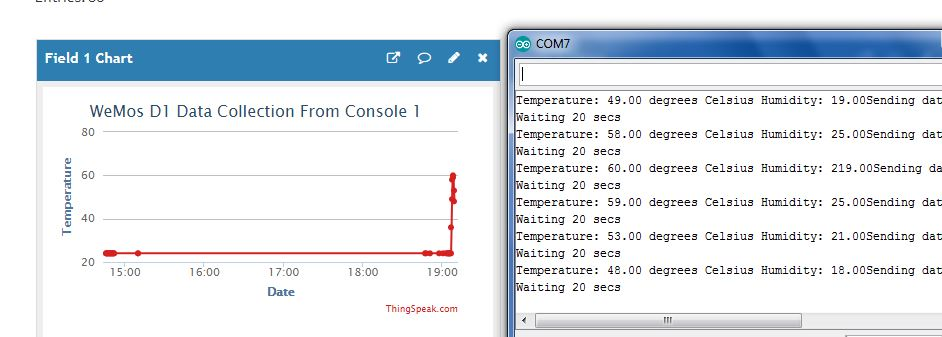 Field 1 Chart
WeMos D1 Data Collection From Console 1
80
60
40
20
Temperature
15:00 16:00 17:00 18:00 19:00
Date
ThingSpeak.com
COM7
Temperature: 49.00 degrees Celsius Humidity: 19.00Sending dat
Waiting 20 secs
Temperature: 58.00 degrees Celsius Humidity: 25.00Sending dat
Waiting 20 secs
Temperature: 60.00 degrees Celsius Humidity: 219.00Sending da
Waiting 20 secs
Temperature: 59.00 degrees Celsius Humidity: 25.00Sending dat
Waiting 20 secs
Temperature: 53.00 degrees Celsius Humidity: 21.00Sending dat
Waiting 20 secs
Temperature: 48.00 degrees Celsius Humidity: 18.00Sending dat
Waiting 20 secs